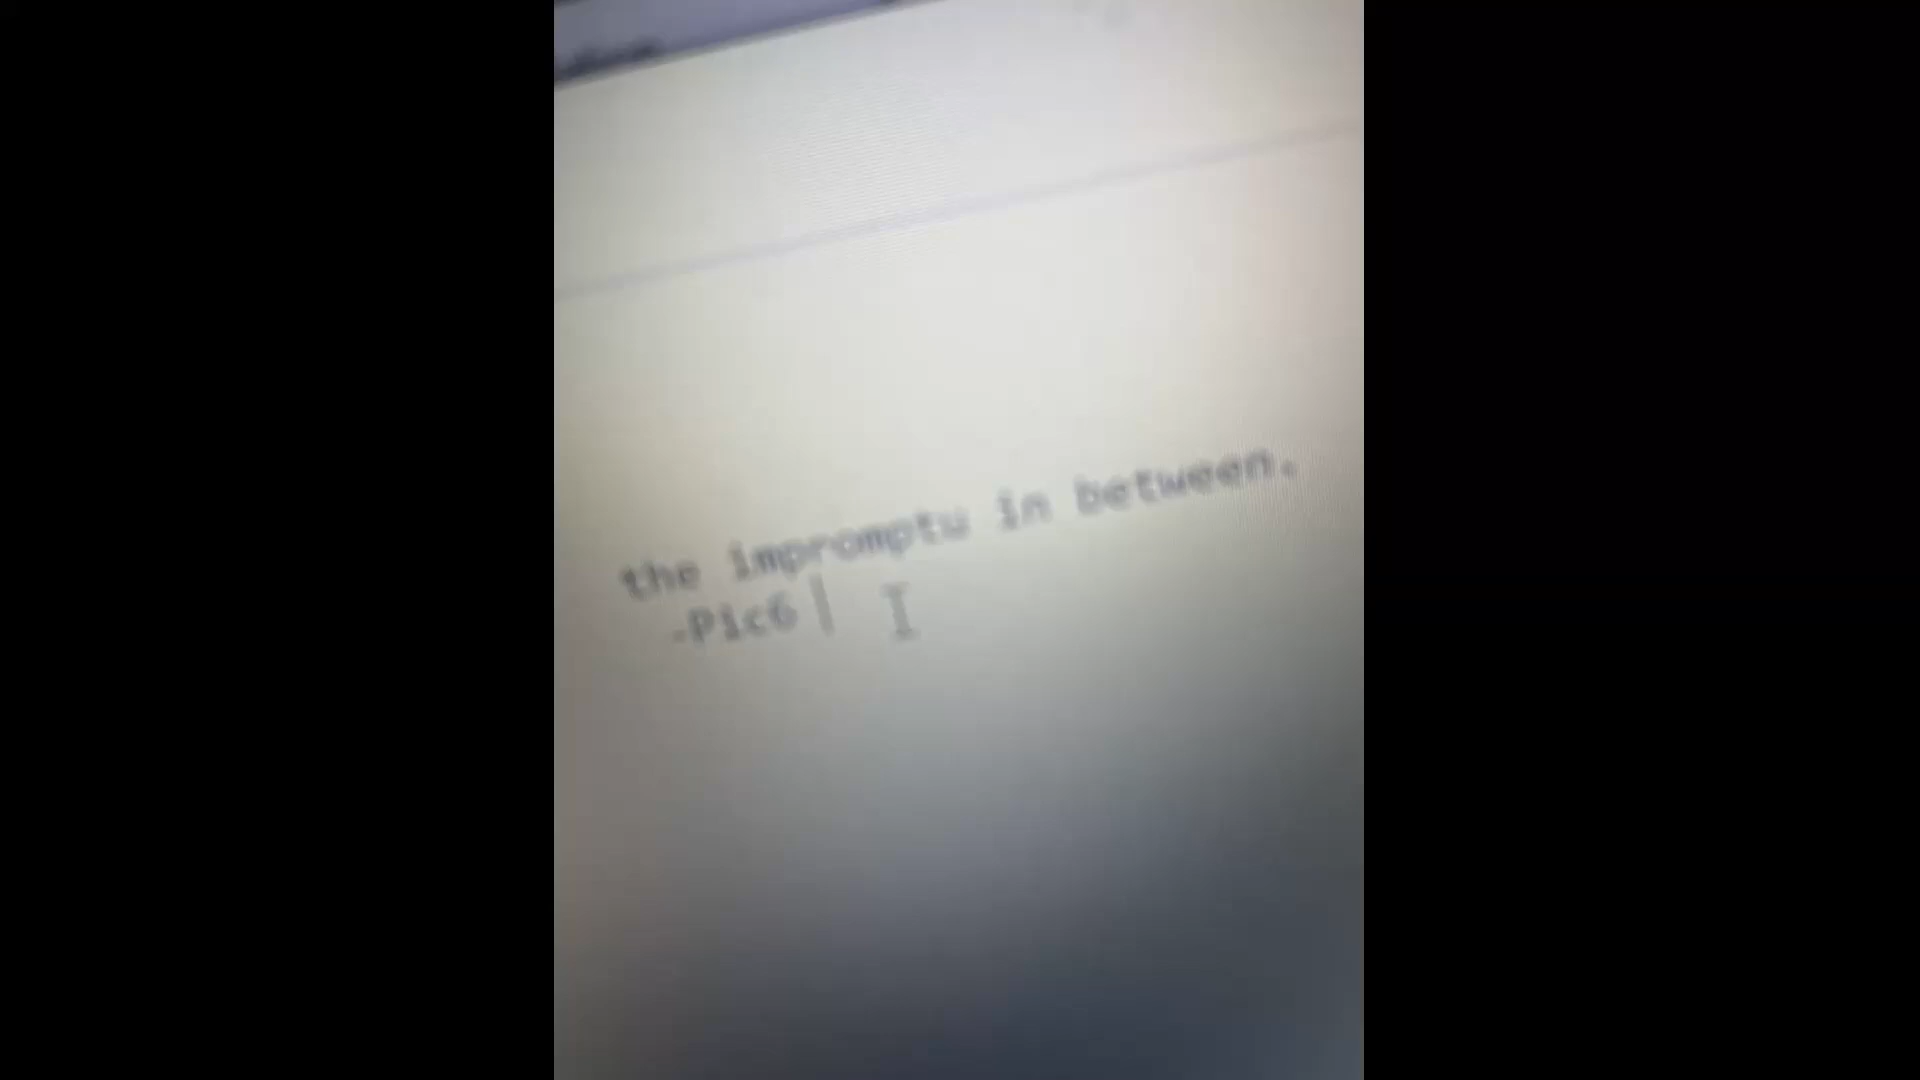 the impromptu in between.
-Pic6